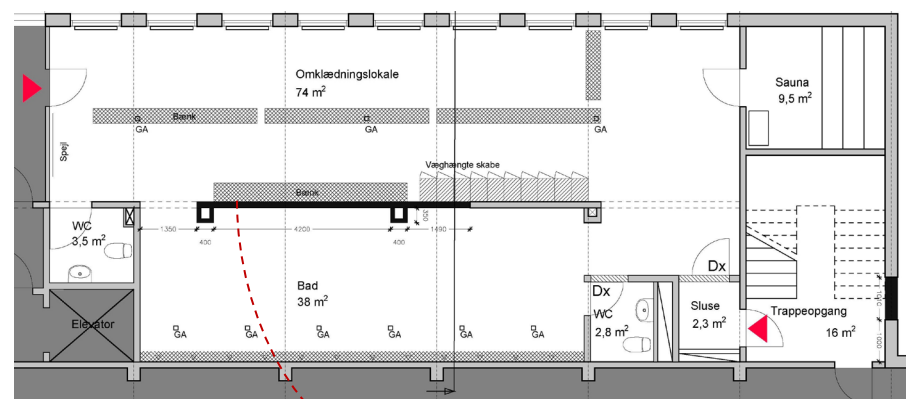 Omklædningslokale
74 m²
Sauna
9,5 m²
Bænk
GA
GA
GA
Spejl
Væghængte skabe
Bænk
WC
3,5 m²
350
1350
400
4200
400
1490
Bad
38 m²
Dx
Dx
Elevator
WC
2,8 m²
Sluse
2,3 m²
Trappeopgang
16 m²
GA
GA
GA
GA
GA
GA